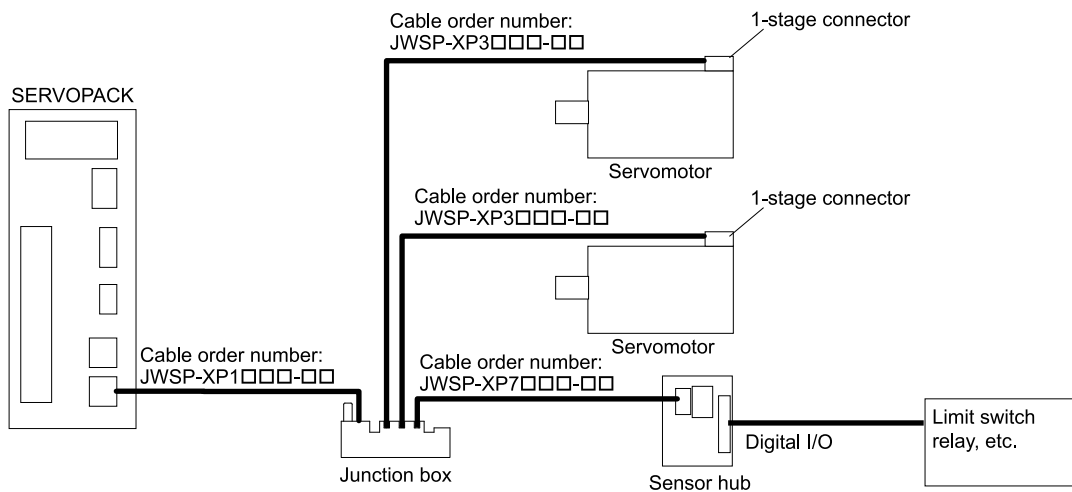 Cable order number:
JWSP-XP3□□□-□□
1-stage connector
SERVOPACK
Servomotor
Cable order number:
JWSP-XP3□□□-□□
1-stage connector
Servomotor
Cable order number:
JWSP-XP1□□□-□□
Cable order number:
JWSP-XP7□□□-□□
Limit switch
relay, etc.
Digital I/O
Junction box
Sensor hub